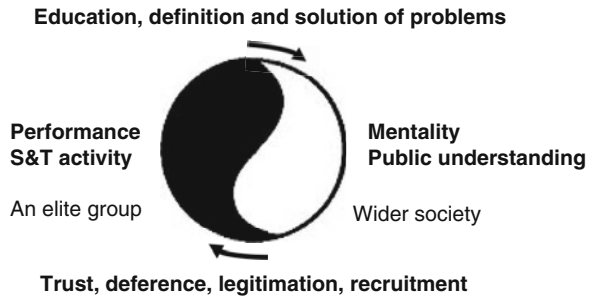 Education, definition and solution of problems
Performance
S&T activity
An elite group
Mentality
Public understanding
Wider society
Trust, deference, legitimation, recruitment